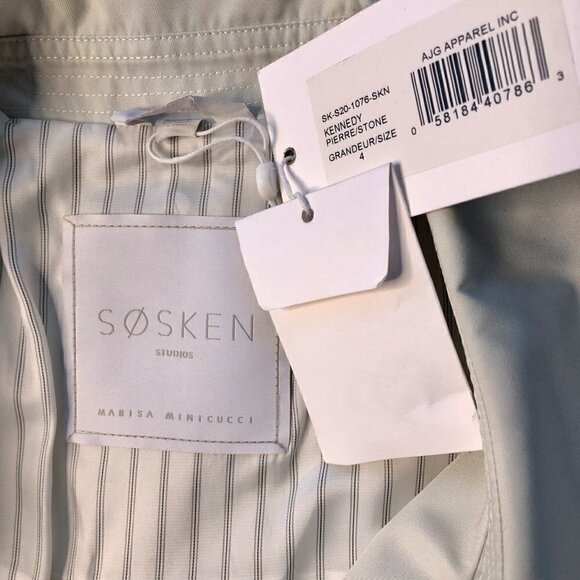 AJG APPAREL INC
SK-S20-1076-SKN
KENNEDY
PIERRE/STONE
GRANDEUR/SIZE
4
0 58184 40786 3
SØSKEN
STUDIOS
MARISA MINICUCCI